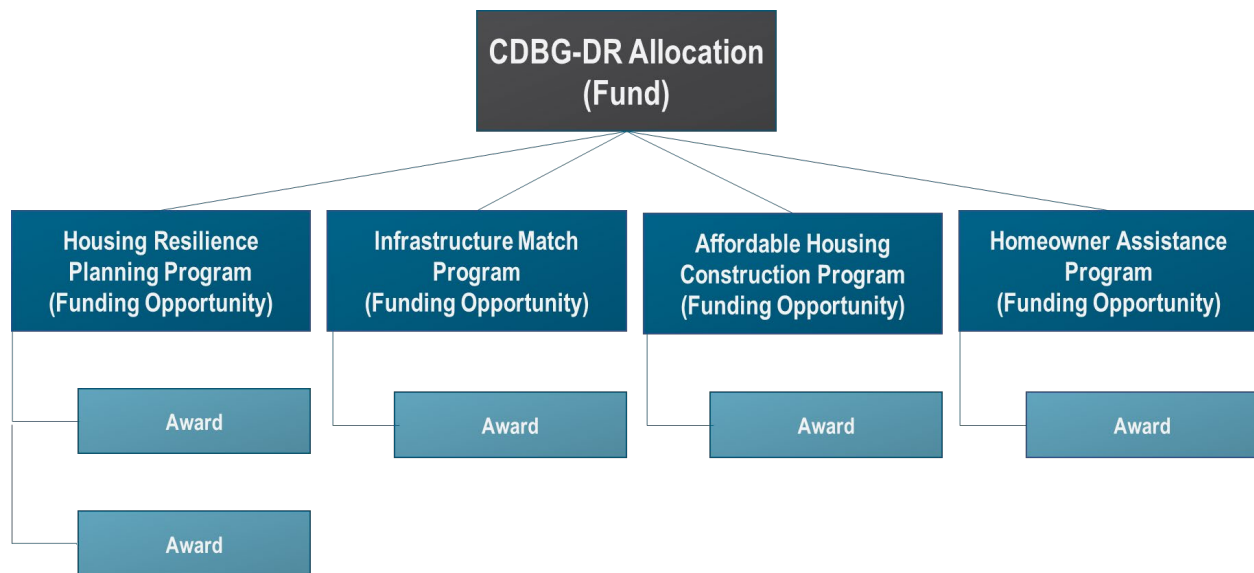 CDBG-DR Allocation
(Fund)
Housing Resilience
Planning Program
(Funding Opportunity)
Infrastructure Match
Program
(Funding Opportunity)
Affordable Housing
Construction Program
(Funding Opportunity)
Homeowner Assistance
Program
(Funding Opportunity)
Award
Award
Award
Award
Award